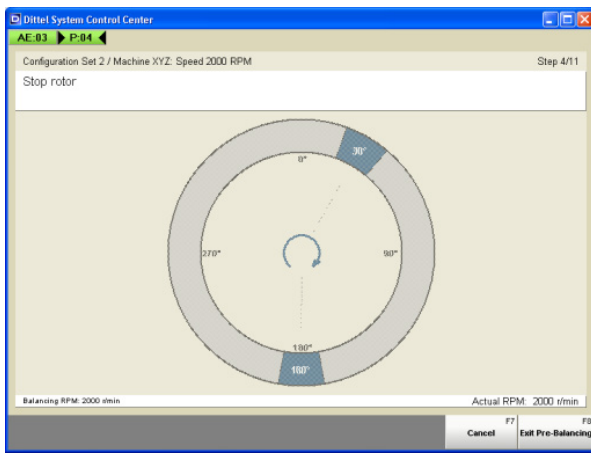 Dittel System Control Center
AE:03 P:04
Configuration Set 2 / Machine XYZ: Speed 2000 RPM Step 4/11
Stop rotor
30°
0°
270° 90°
180°
180°
Balancing RPM: 2000 r/min Actual RPM: 2000 r/min
F7 F8
Cancel Exit Pre-Balancing